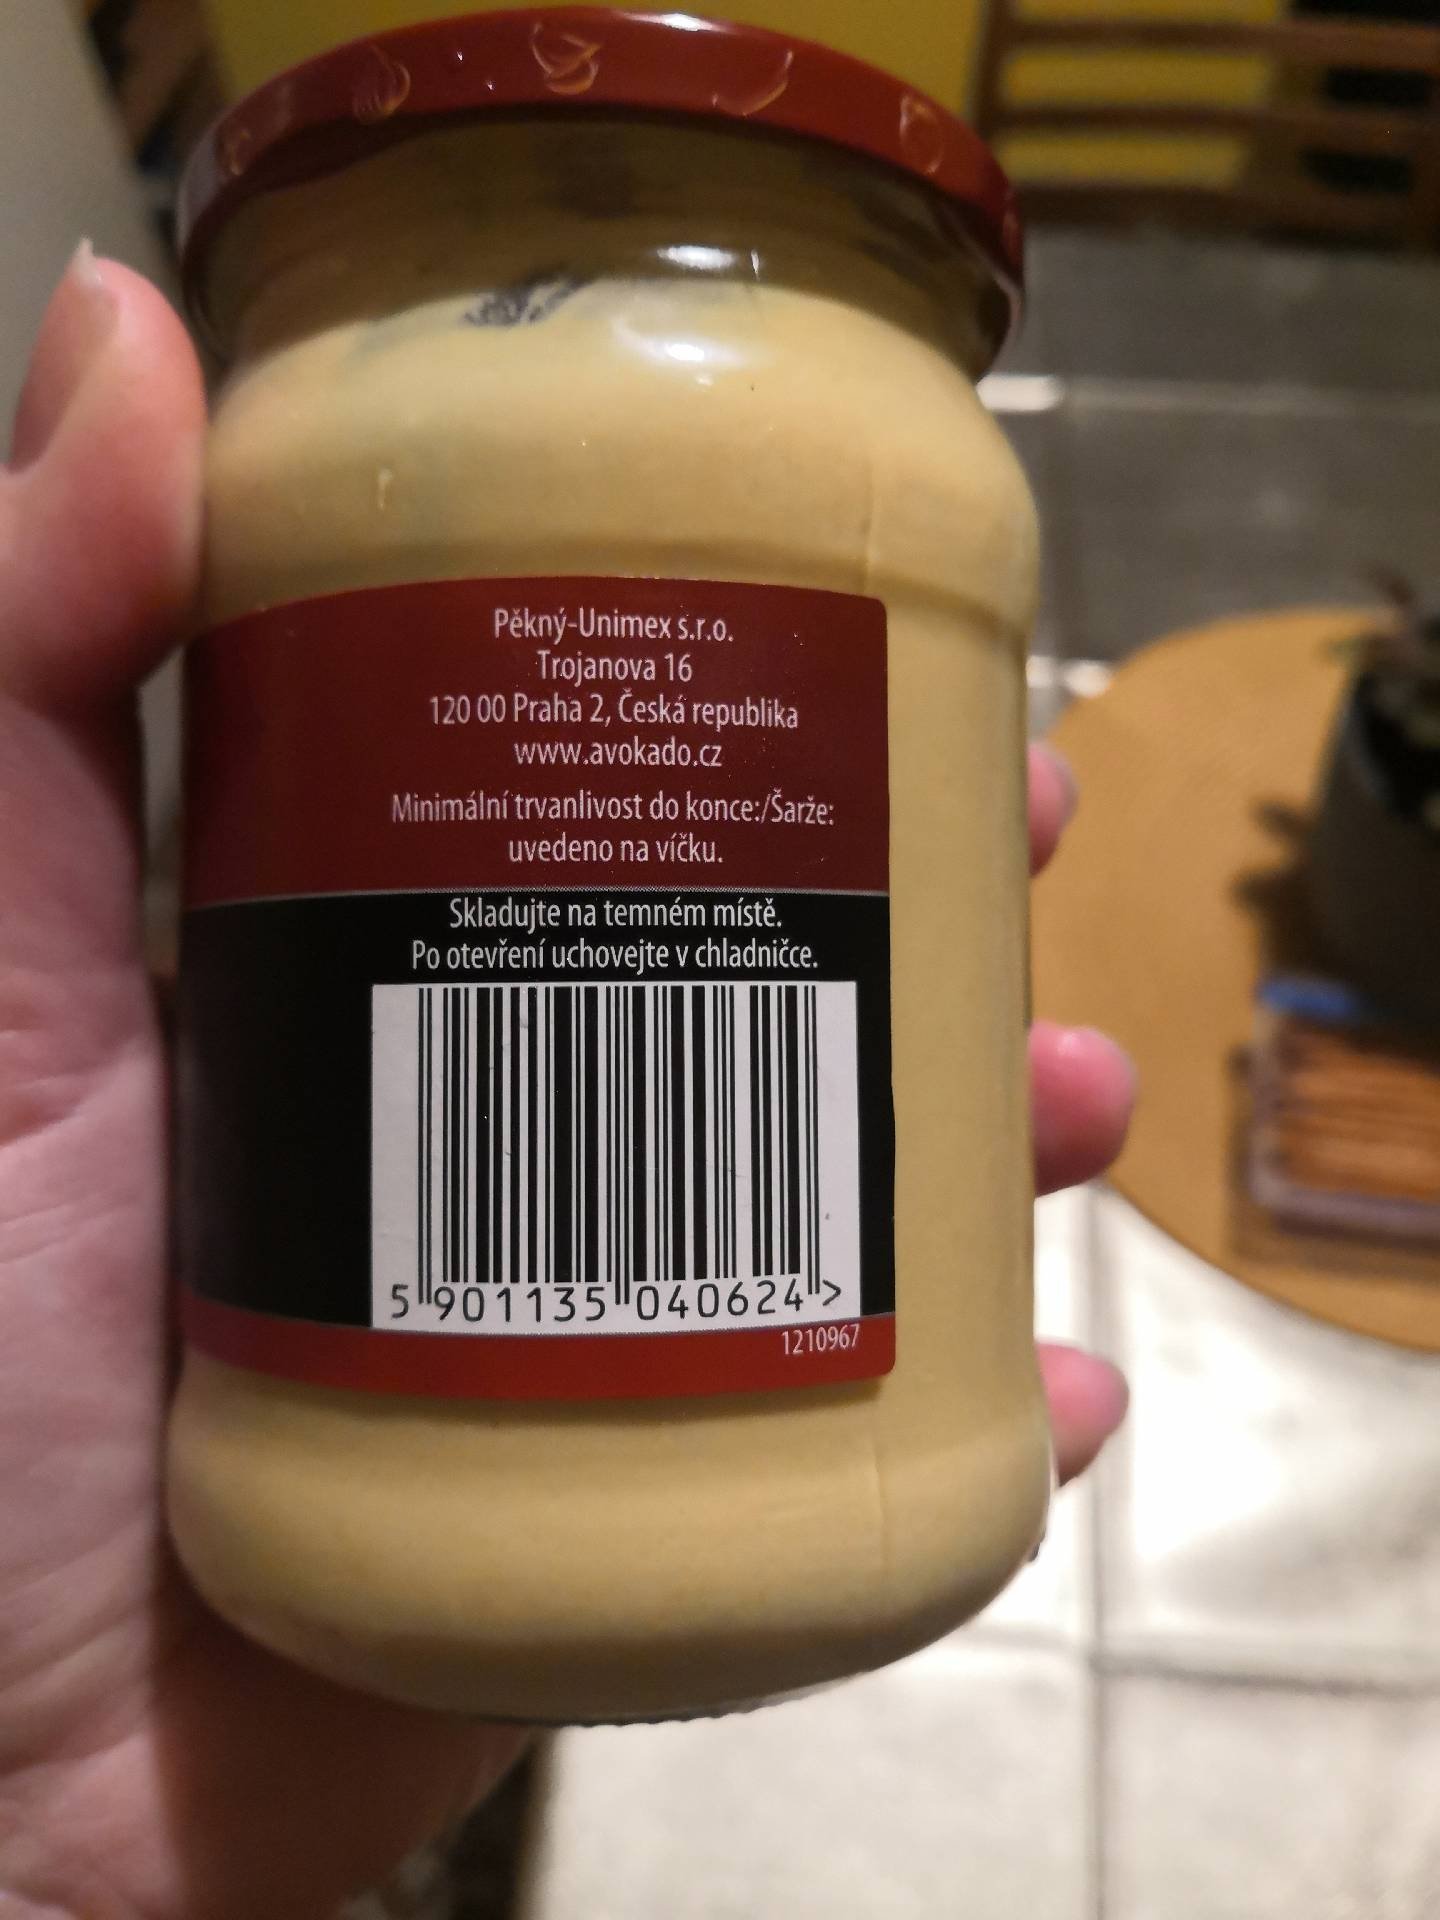 Pěkný-Unimex s.r.o.
Trojanova 16
120 00 Praha 2, Česká republika
www.avokado.cz
Minimální trvanlivost do konce:/Šarže:
uvedeno na víčku.
Skladujte na temném místě.
Po otevření uchovejte v chladničce.
5 901135 040624 >
1210967